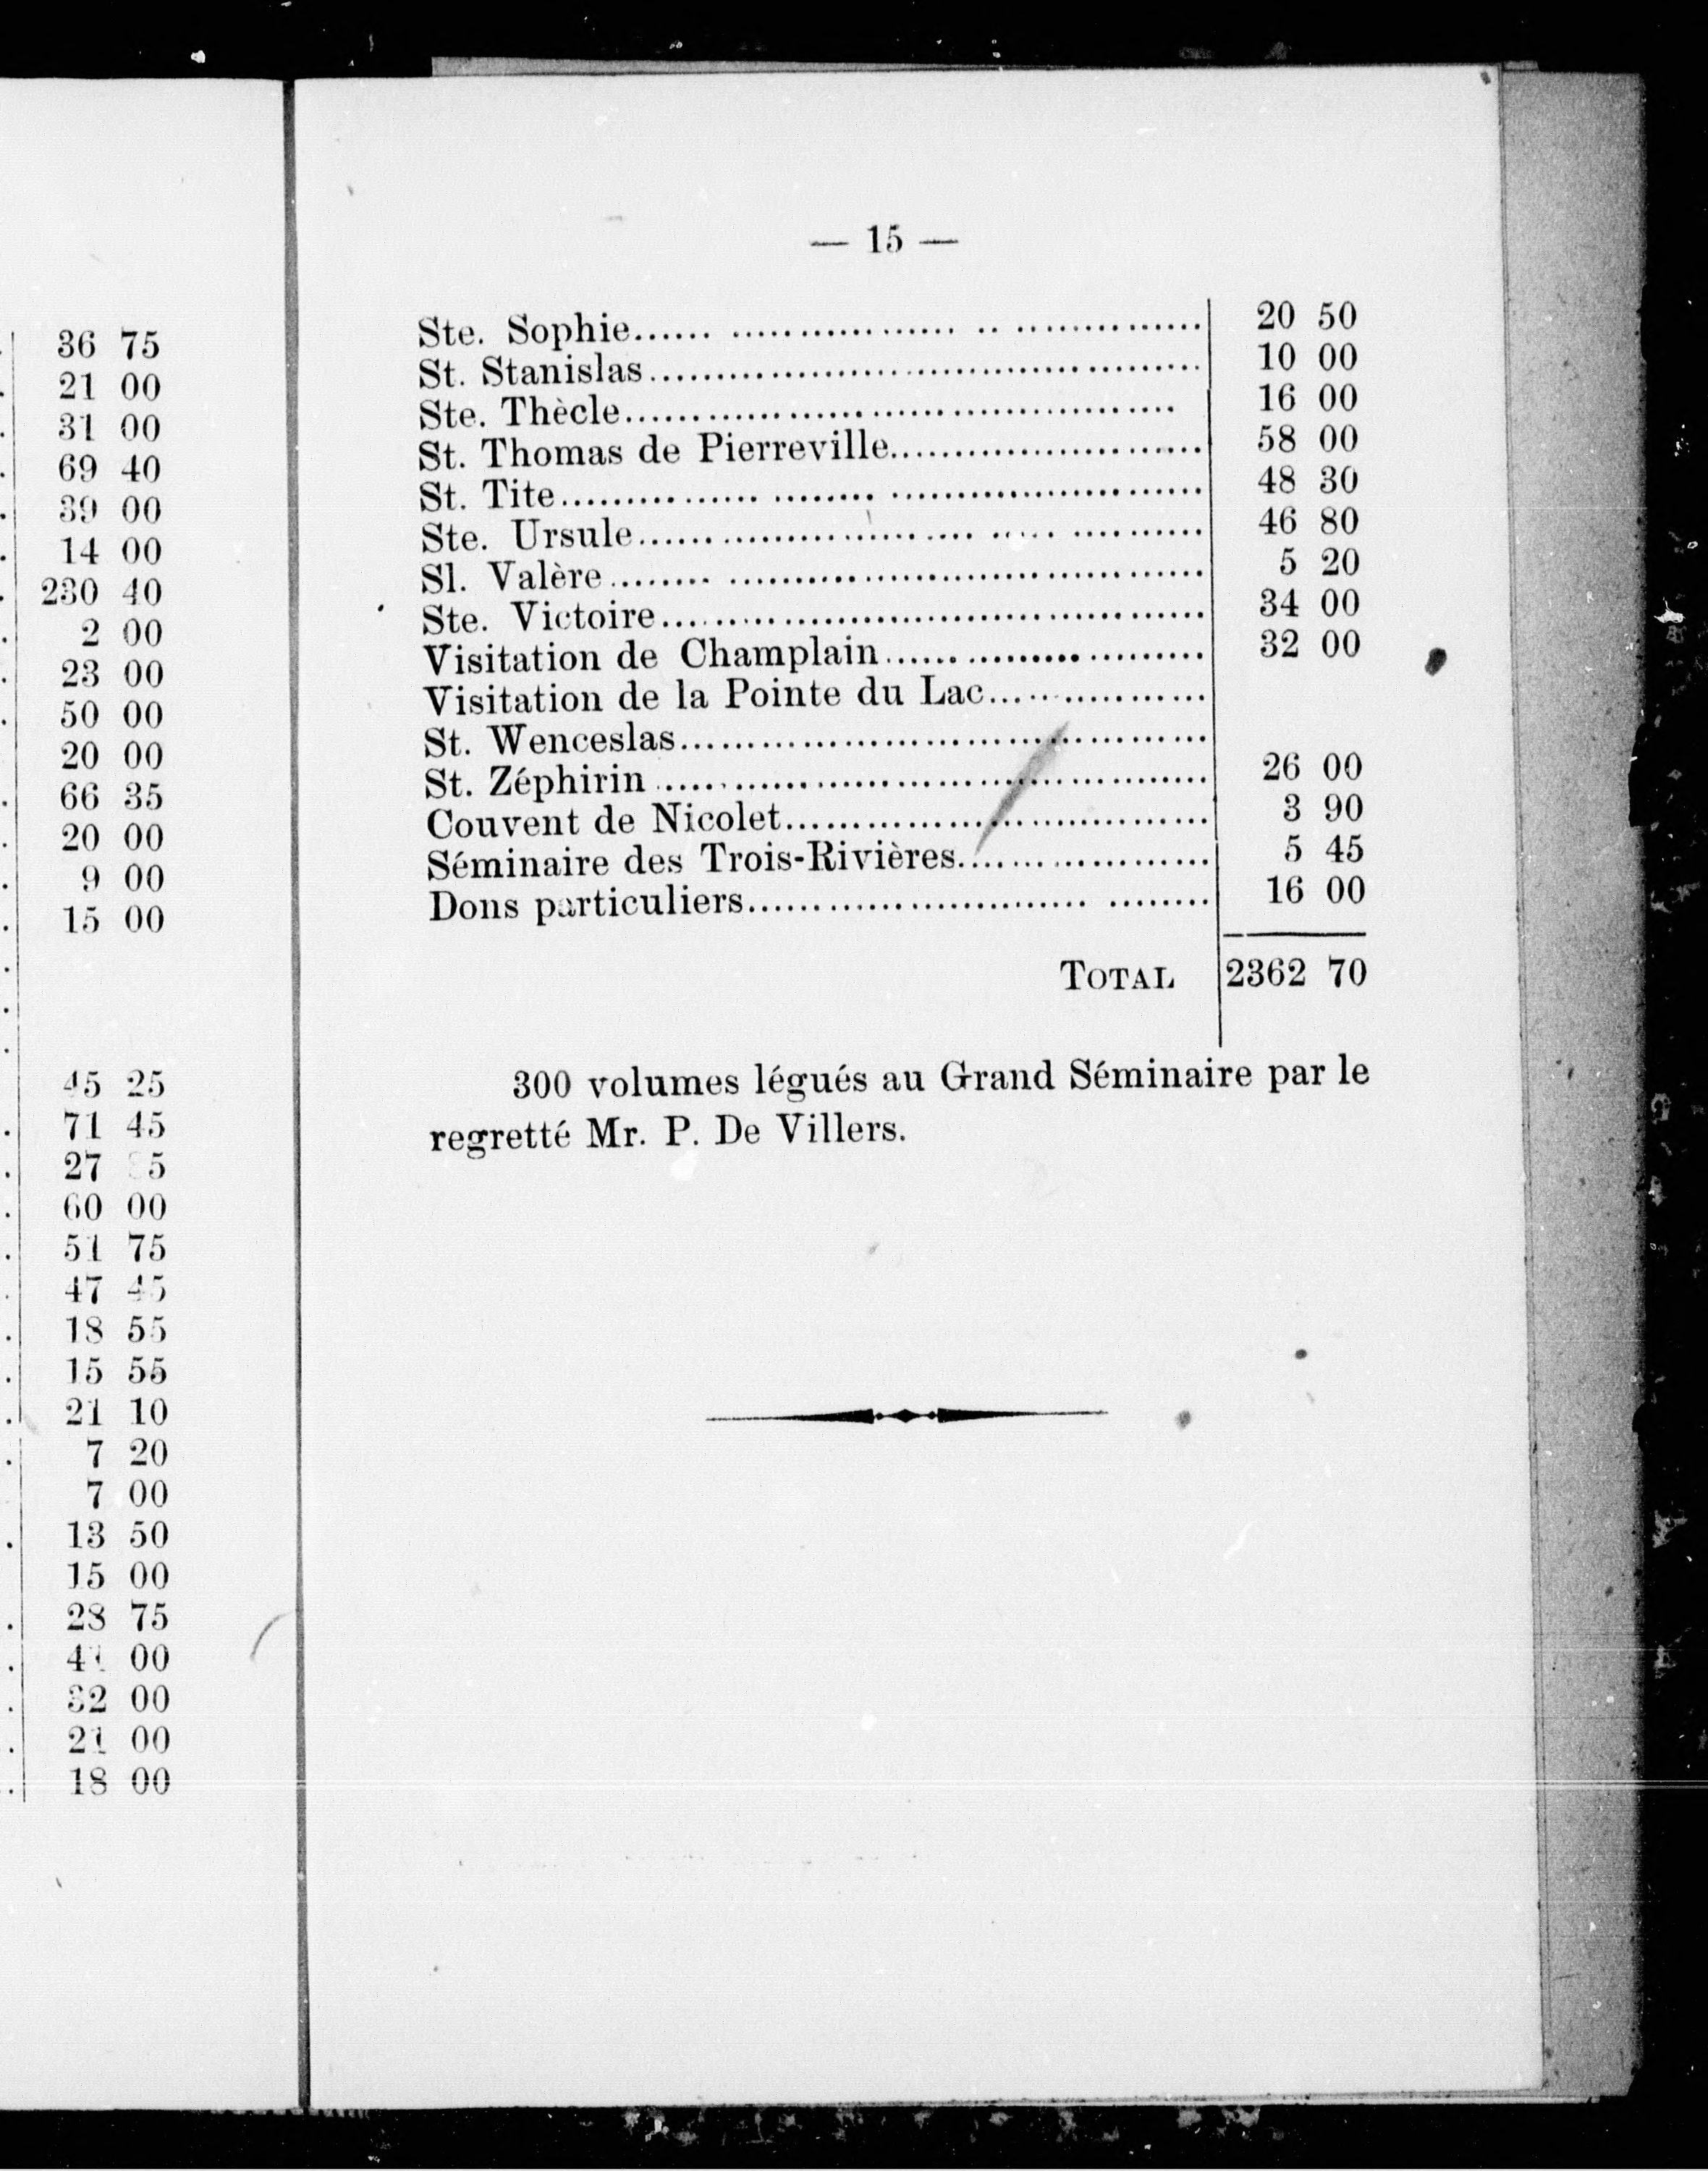 36 75
21 00
31 00
69 40
39 00
14 00
230 40
2 00
23 00
50 00
20 00
66 35
20 00
9 00
15 00
45 25
71 45
27
60 00
51 75
47 45
18 55
15 55
21 10
7 20
7 00
13 50
15 00
28 75
00
32 00
21 00
18 00
— 15 —
Ste. Sophie...... ................. .. .............. 20 50
St. Stanislas.......................................... 10 00
Ste. Thècle.......................................... 16 00
St. Thomas de Pierreville........................ 58 00
St. Tite............... ........ ........................ 48 30
Ste. Ursule......................... ..... .......... 46 80
Sl. Valère........ .................................... 5 20
Ste. Victoire.......................................... 34 00
Visitation de Champlain........................ 32 00
Visitation de la Pointe du Lac.................
St. Wenceslas........................................
St. Zéphirin .......................................... 26 00
Couvent de Nicolet................................ 3 90
Séminaire des Trois-Rivières................... 5 45
Dons particuliers.......................... ........ 16 00
TOTAL 2362 70
300 volumes légués au Grand Séminaire par le
regretté Mr. P. De Villers.